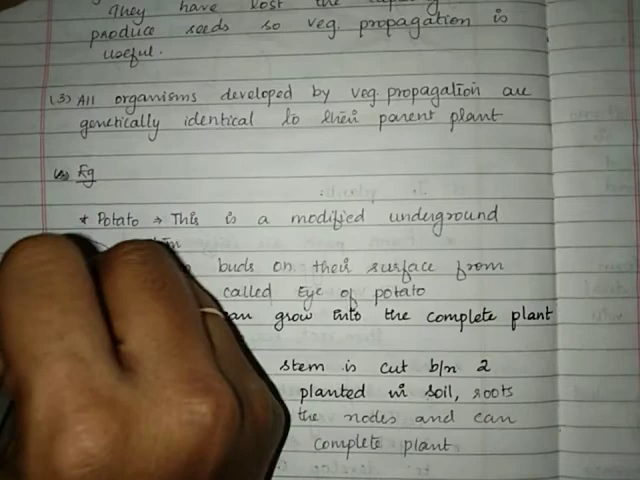 They have lost the
produce seeds so veg. propagation is
useful.
(3) All organisms developed by veg. propagation are
genetically identical to their parent plant
Eg
* Potato → This is a modified underground
buds on their surface from
called Eye of potato
can grow into the complete plant
stem is cut b/n 2
planted in soil, roots
the nodes and can
complete plant